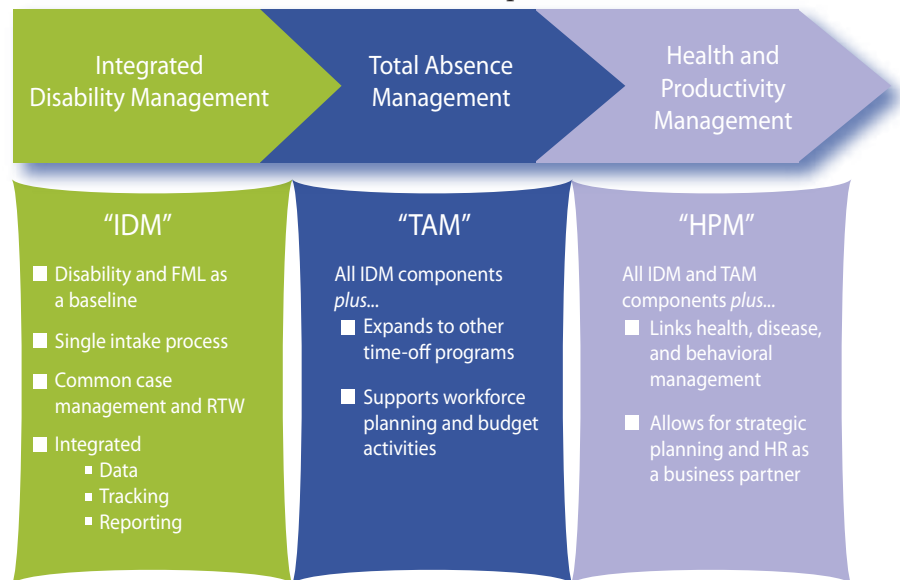 Integrated
Disability Management
Total Absence
Management
Health and
Productivity
Management
“IDM”
Disability and FML as
a baseline
Single intake process
Common case
management and RTW
Integrated
Data
Tracking
Reporting
“TAM”
All IDM components
plus...
Expands to other
time-off programs
Supports workforce
planning and budget
activities
“HPM”
All IDM and TAM
components plus...
Links health, disease,
and behavioral
management
Allows for strategic
planning and HR as
a business partner